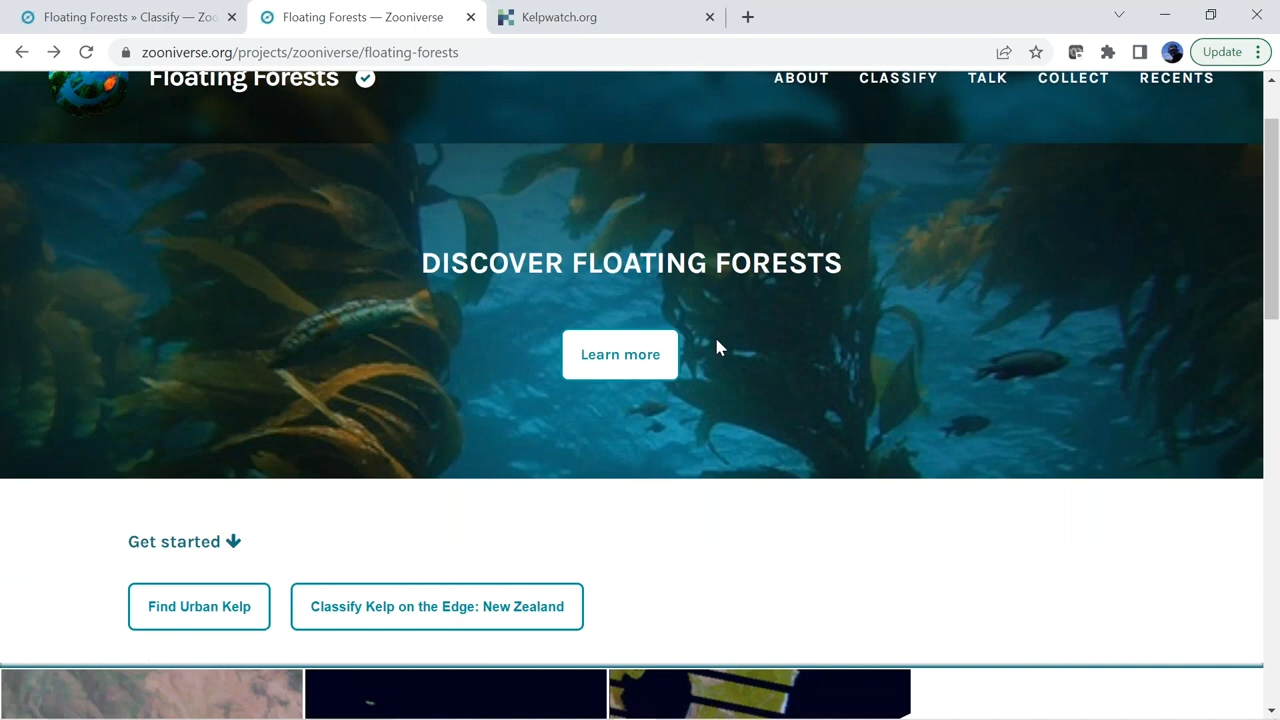 Floating Forests » Classify — Zoo
Floating Forests — Zooniverse
Kelpwatch.org
zooniverse.org/projects/zooniverse/floating-forests
Update
Floating Forests
ABOUT
CLASSIFY
TALK
COLLECT
RECENTS
DISCOVER FLOATING FORESTS
Learn more
Get started
Find Urban Kelp
Classify Kelp on the Edge: New Zealand